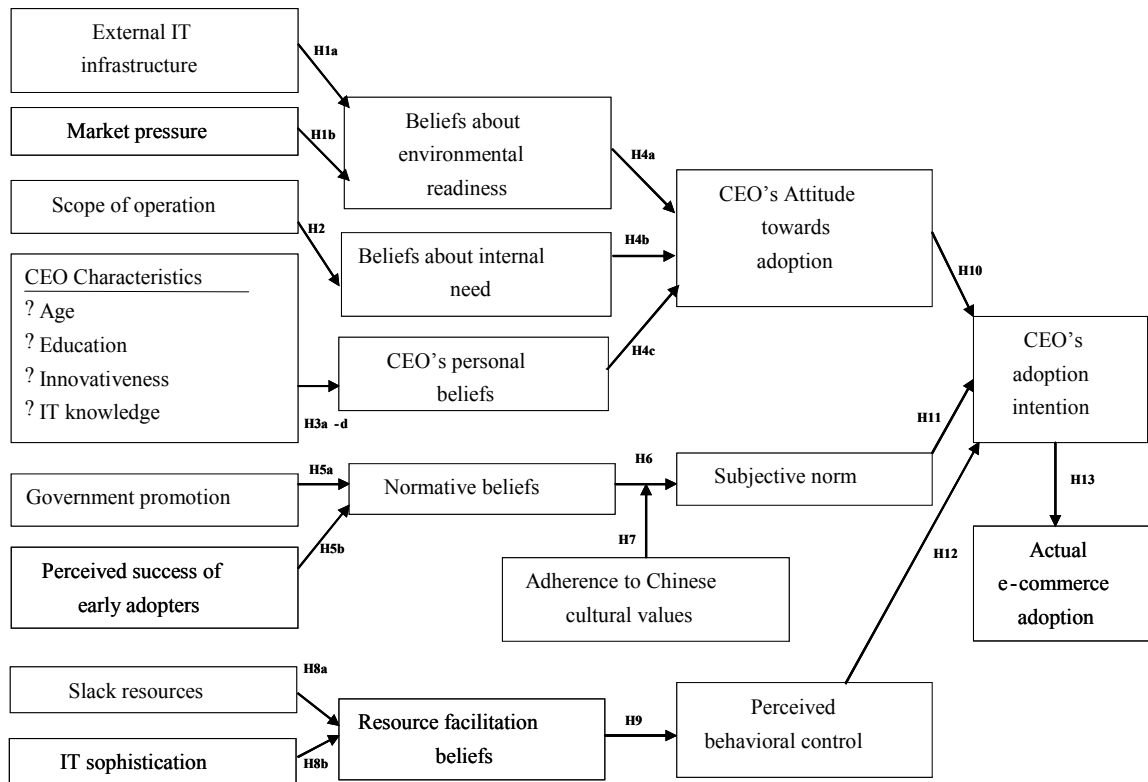 External IT
infrastructure
H1a
Market pressure
H1b
Beliefs about
environmental
readiness
H4a
Scope of operation
H2
Beliefs about internal
need
H4b
CEO’s Attitude
towards
adoption
H10
CEO Characteristics
? Age
? Education
? Innovativeness
? IT knowledge
H3a -d
CEO’s personal
beliefs
H4c
CEO’s
adoption
intention
H11
Government promotion
H5a
Normative beliefs
H6
Subjective norm
H13
Perceived success of
early adopters
H5b
H7
Adherence to Chinese
cultural values
H12
Actual
e-commerce
adoption
Slack resources
H8a
IT sophistication
H8b
Resource facilitation
beliefs
H9
Perceived
behavioral control